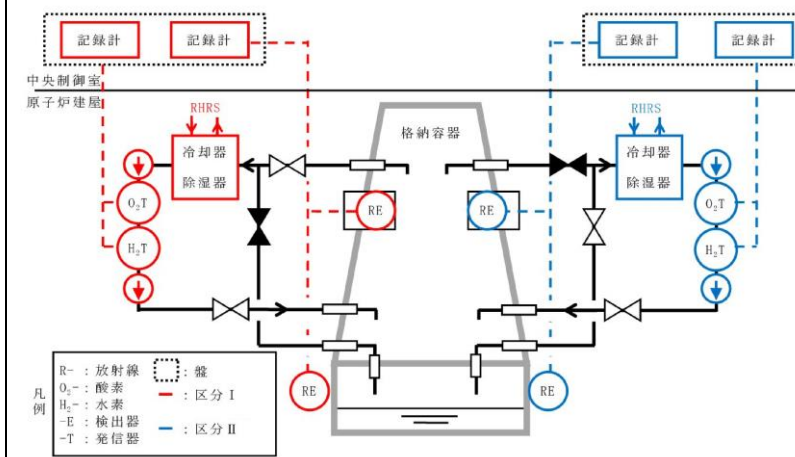 記録計 記録計 記録計 記録計
中央制御室
原子炉建屋
RHRS RHRS
格納容器
冷却器 冷却器
除湿器 除湿器
O₂T RE RE O₂T
H₂T H₂T
凡例
R- : 放射線
O₂- : 酸素
H₂- : 水素
-E : 検出器
-T : 発信器
: 盤
: 区分Ⅰ
: 区分Ⅱ
RE RE